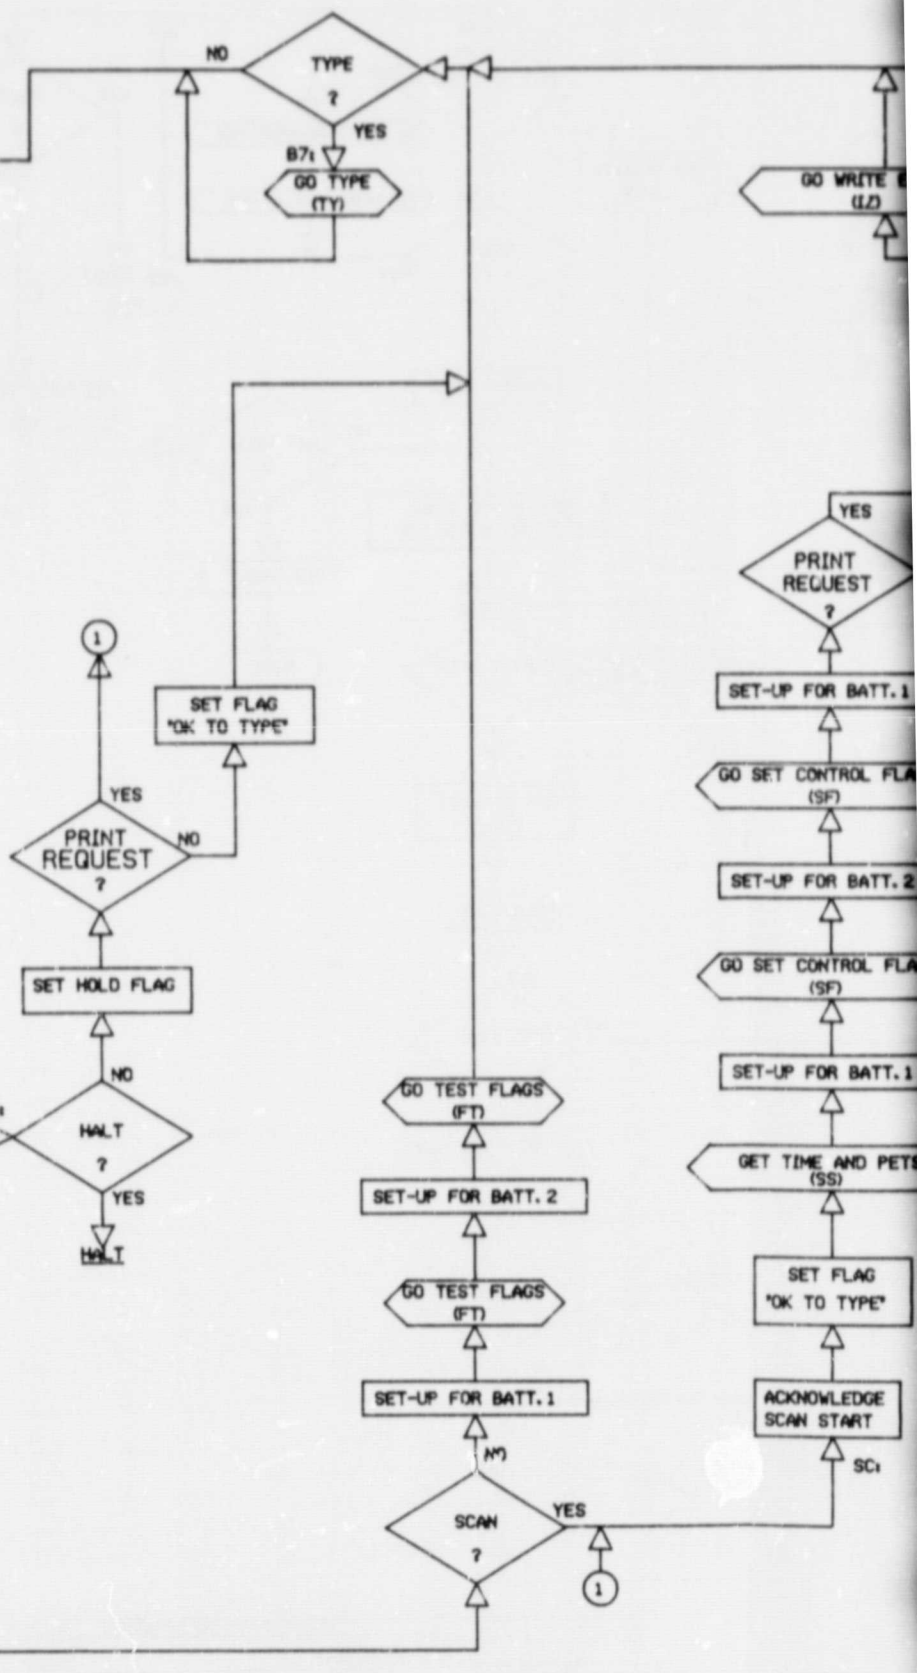 NO
TYPE
?
YES
B7:
GO TYPE
(TY)
GO WRITE
(IZ)
YES
PRINT
REQUEST
?
1
SET-UP FOR BATT.1
SET FLAG
"OK TO TYPE"
GO SET CONTROL FLA
(SF)
YES
PRINT
REQUEST
?
NO
SET-UP FOR BATT.2
SET HOLD FLAG
GO SET CONTROL FLA
(SF)
NO
SET-UP FOR BATT.1
GO TEST FLAGS
(FT)
HALT
?
YES
HALT
GET TIME AND PETS
(SS)
SET-UP FOR BATT.2
SET FLAG
"OK TO TYPE"
GO TEST FLAGS
(FT)
SET-UP FOR BATT.1
ACKNOWLEDGE
SCAN START
NO
SC:
YES
SCAN
?
1